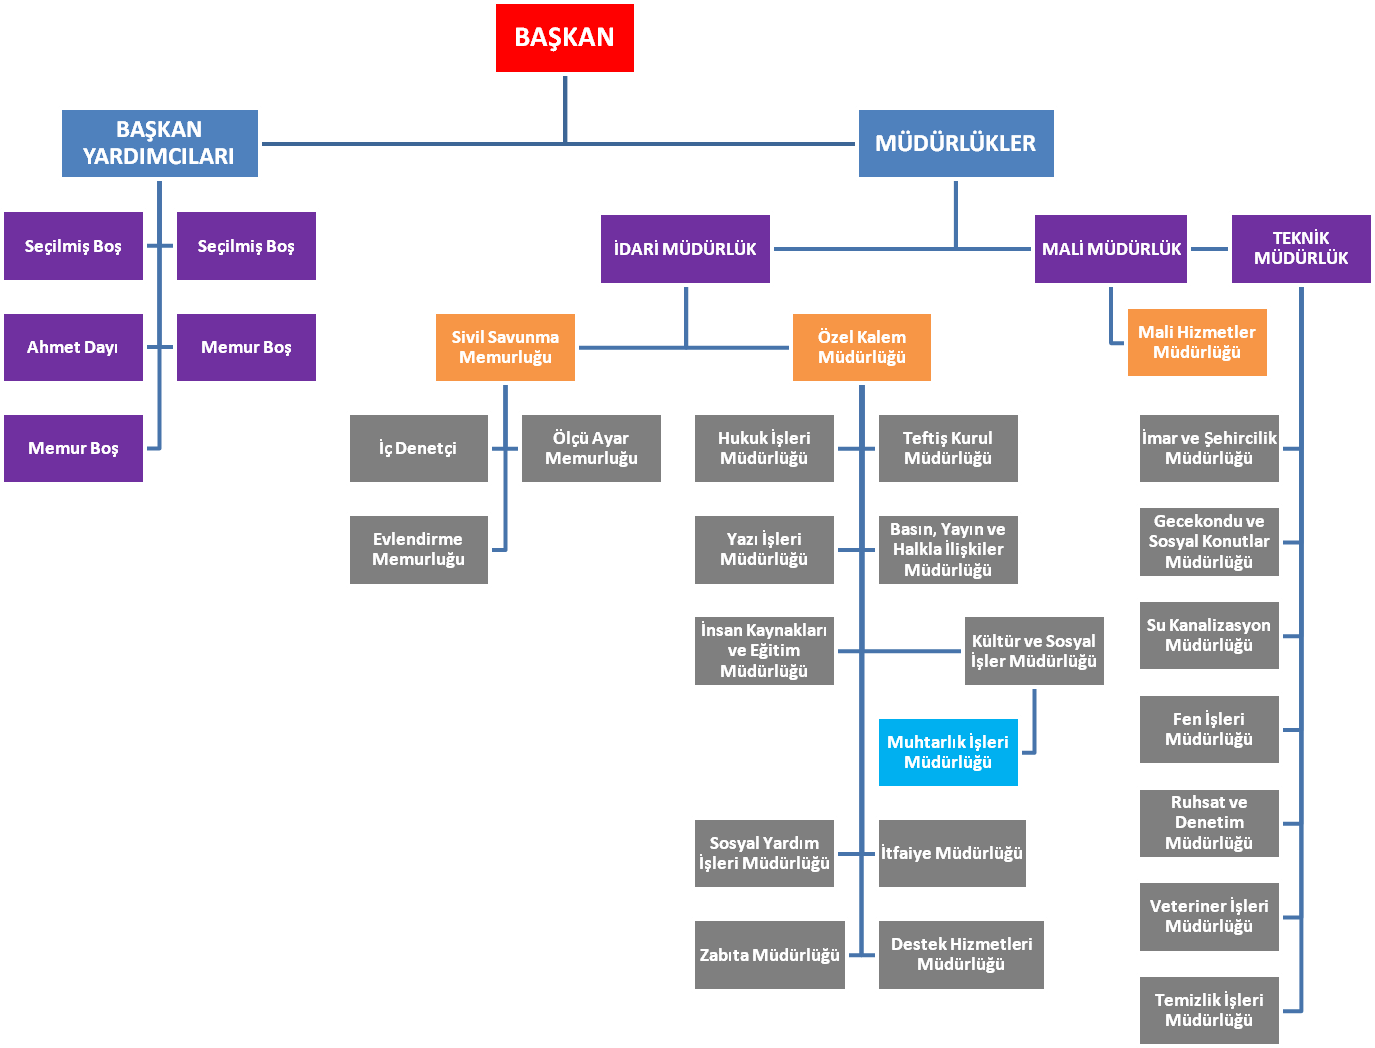 BAŞKAN
BAŞKAN
YARDIMCILARI
MÜDÜRLÜKLER
Seçilmiş Boş
Seçilmiş Boş
Ahmet Dayı
Memur Boş
Memur Boş
İDARİ MÜDÜRLÜK
MALİ MÜDÜRLÜK
TEKNİK
MÜDÜRLÜK
Sivil Savunma
Memurluğu
Özel Kalem
Müdürlüğü
Mali Hizmetler
Müdürlüğü
İç Denetçi
Ölçü Ayar
Memurluğu
Evlendirme
Memurluğu
Hukuk İşleri
Müdürlüğü
Teftiş Kurul
Müdürlüğü
Yazı İşleri
Müdürlüğü
Basın, Yayın ve
Halkla İlişkiler
Müdürlüğü
İnsan Kaynakları
ve Eğitim
Müdürlüğü
Kültür ve Sosyal
İşler Müdürlüğü
Muhtarlık İşleri
Müdürlüğü
Sosyal Yardım
İşleri Müdürlüğü
İtfaiye Müdürlüğü
Zabıta Müdürlüğü
Destek Hizmetleri
Müdürlüğü
İmar ve Şehircilik
Müdürlüğü
Gecekondu ve
Sosyal Konutlar
Müdürlüğü
Su Kanalizasyon
Müdürlüğü
Fen İşleri
Müdürlüğü
Ruhsat ve
Denetim
Müdürlüğü
Veteriner İşleri
Müdürlüğü
Temizlik İşleri
Müdürlüğü